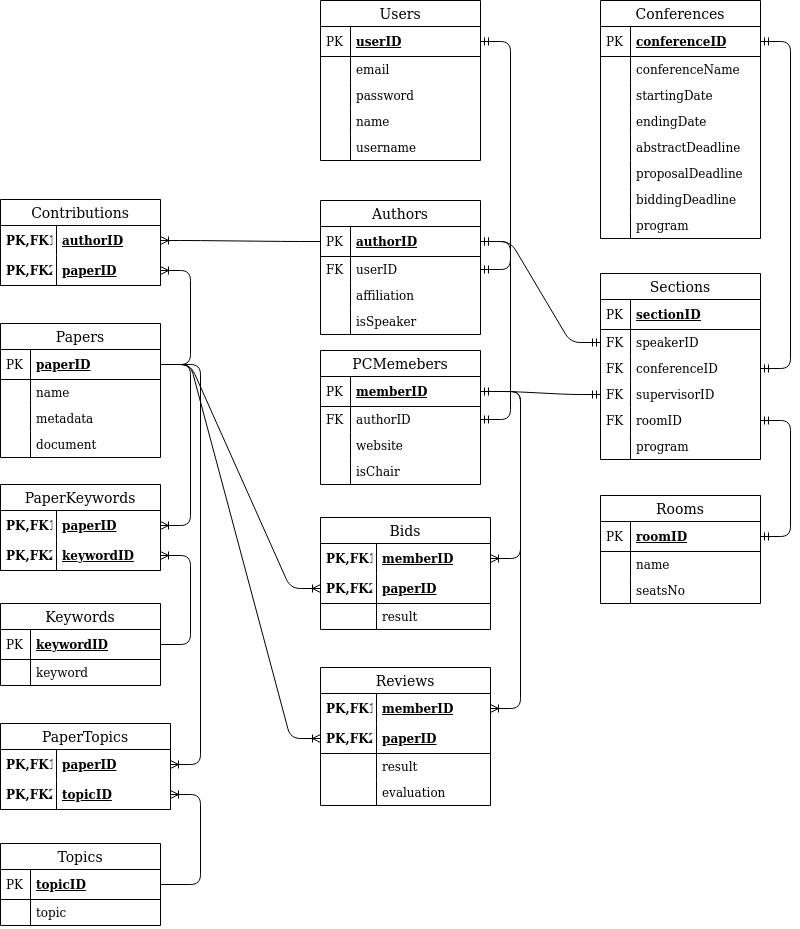 Users
PK userID
email
password
name
username
Conferences
PK conferenceID
conferenceName
startingDate
endingDate
abstractDeadline
proposalDeadline
biddingDeadline
program
Contributions
PK,FK1 authorID
PK,FK2 paperID
Authors
PK authorID
FK userID
affiliation
isSpeaker
Sections
PK sectionID
FK speakerID
FK conferenceID
FK supervisorID
FK roomID
program
Papers
PK paperID
name
metadata
document
PCMemebers
PK memberID
FK authorID
website
isChair
PaperKeywords
PK,FK1 paperID
PK,FK2 keywordID
Bids
PK,FK1 memberID
PK,FK2 paperID
result
Rooms
PK roomID
name
seatsNo
Keywords
PK keywordID
keyword
Reviews
PK,FK1 memberID
PK,FK2 paperID
result
evaluation
PaperTopics
PK,FK1 paperID
PK,FK2 topicID
Topics
PK topicID
topic